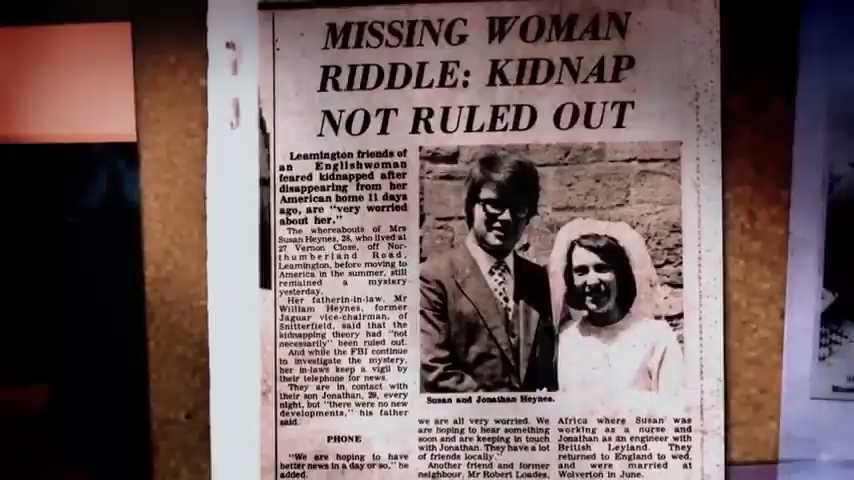 MISSING WOMAN
RIDDLE: KIDNAP
NOT RULED OUT
Leamington friends of
an Englishwoman
feared kidnapped after
disappearing from her
American home 11 days
ago, are "very worried
about her."
The whereabouts of Mrs
Susan Heynes, 28, who lived at
27 Vernon Close, off Nor-
thumberland Road,
Leamington, before moving to
America in the summer, still
remained a mystery
yesterday.
Her fatherin-in-law, Mr
William Heynes, former
Jaguar vice-chairman, of
Snitterfield, said that the
kidnapping theory had "not
necessarily" been ruled out.
And while the FBI continue
to investigate the mystery,
her in-laws keep a vigil by
their telephone for news.
They are in contact with
their son Jonathan, 29, every
night, but "there were no new
developments," his father
said.
PHONE
"We are hoping to have
better news in a day or so," he
added.
Susan and Jonathan Heynes.
we are all very worried. We
are hoping to hear something
soon and are keeping in touch
with Jonathan. They have a lot
of friends locally."
Another friend and former
neighbour, Mr Robert Loades,
Africa where Susan was
working as a nurse and
Jonathan as an engineer with
British Leyland. They
returned to England to wed,
and were married at
Wolverton in June.